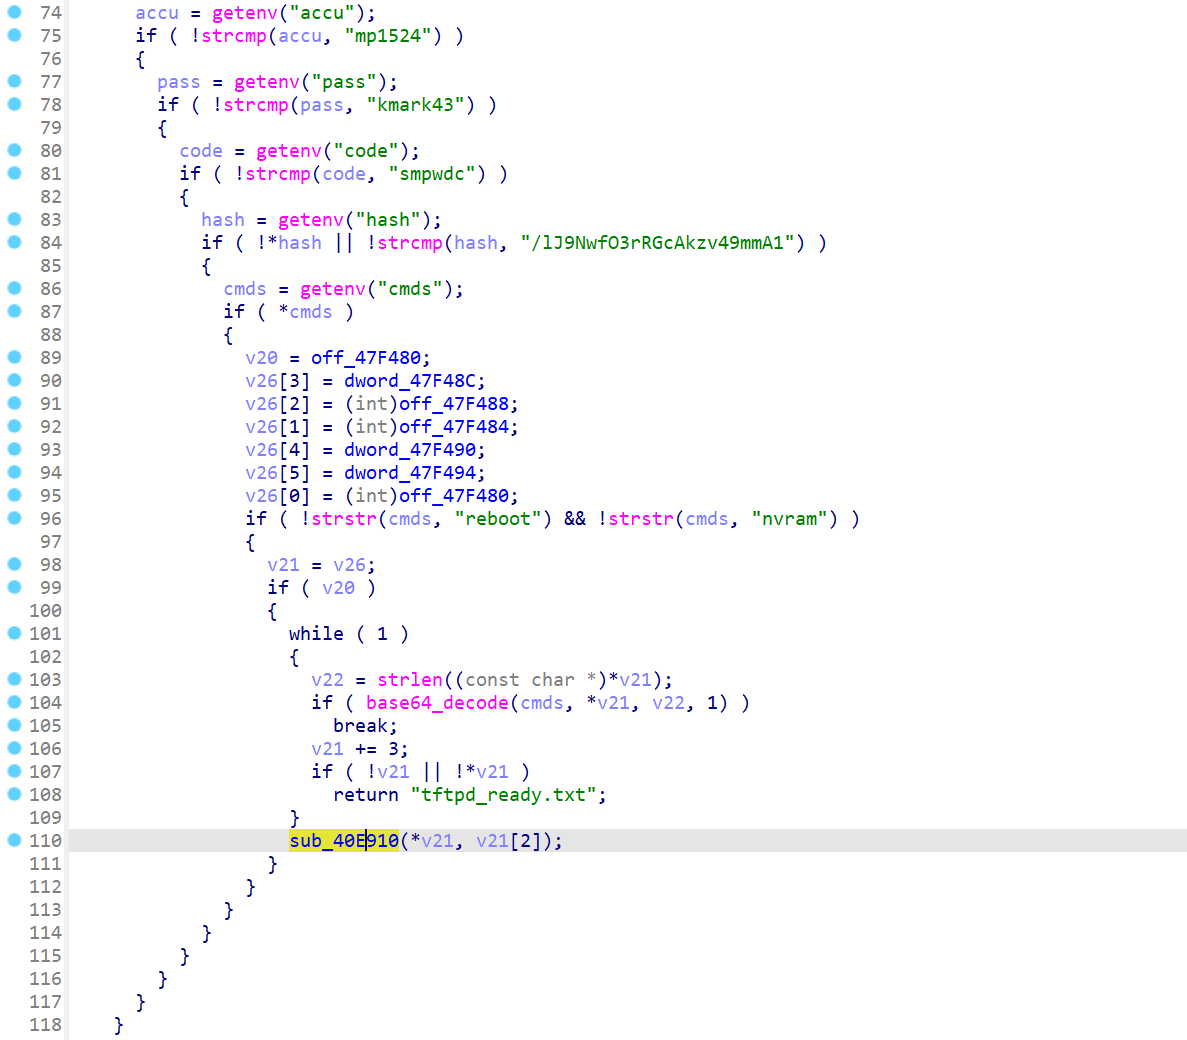 74 accu = getenv("accu");
75 if ( !strcmp(accu, "mp1524") )
76 {
77 pass = getenv("pass");
78 if ( !strcmp(pass, "kmark43") )
79 {
80 code = getenv("code");
81 if ( !strcmp(code, "smpwdc") )
82 {
83 hash = getenv("hash");
84 if ( !*hash || !strcmp(hash, "/lJ9NwfO3rRGcAkzv49mmA1") )
85 {
86 cmds = getenv("cmds");
87 if ( *cmds )
88 {
89 v20 = off_47F480;
90 v26[3] = dword_47F48C;
91 v26[2] = (int)off_47F488;
92 v26[1] = (int)off_47F484;
93 v26[4] = dword_47F490;
94 v26[5] = dword_47F494;
95 v26[0] = (int)off_47F480;
96 if ( !strstr(cmds, "reboot") && !strstr(cmds, "nvram") )
97 {
98 v21 = v26;
99 if ( v20 )
100 {
101 while ( 1 )
102 {
103 v22 = strlen((const char *)*v21);
104 if ( base64_decode(cmds, *v21, v22, 1) )
105 break;
106 v21 += 3;
107 if ( !v21 || !*v21 )
108 return "tftpd_ready.txt";
109 }
110 sub_40E910(*v21, v21[2]);
111 }
112 }
113 }
114 }
115 }
116 }
117 }
118 }